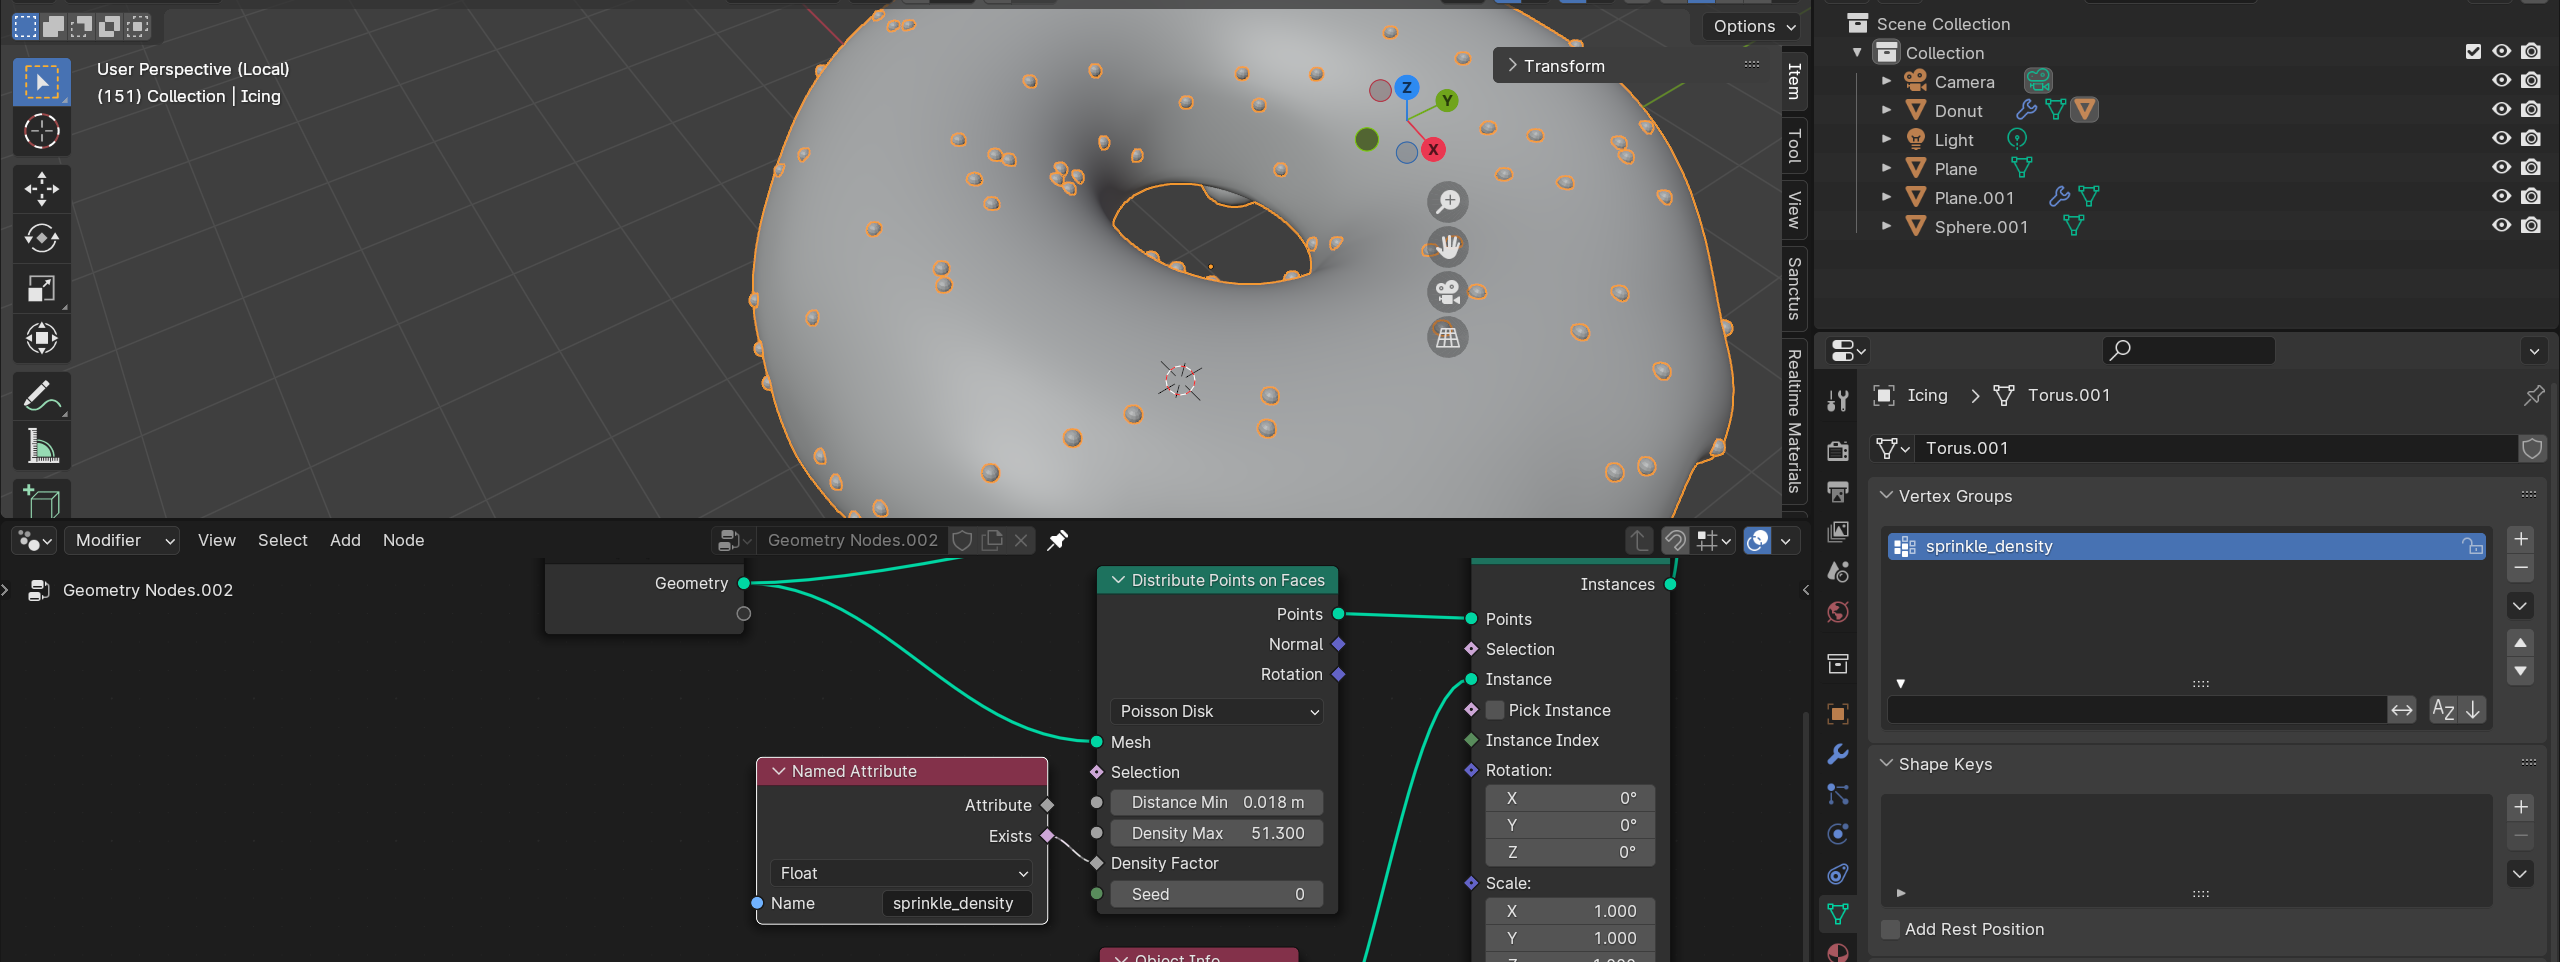 Options
User Perspective (Local)
(151) Collection | Icing
Transform
Z
Y
X
Item
Tool
View
Sanctus
Realtime Materials
Scene Collection
Collection
Camera
Donut
Light
Plane
Plane.001
Sphere.001
Icing
Torus.001
Torus.001
Vertex Groups
sprinkle_density
AZ
Shape Keys
Add Rest Position
Modifier
View
Select
Add
Node
Geometry Nodes.002
Geometry Nodes.002
Geometry
Named Attribute
Attribute
Exists
Float
Name
sprinkle_density
Distribute Points on Faces
Points
Normal
Rotation
Poisson Disk
Mesh
Selection
Distance Min 0.018 m
Density Max 51.300
Density Factor
Seed 0
Object Info
Instances
Points
Selection
Instance
Pick Instance
Instance Index
Rotation:
X 0°
Y 0°
Z 0°
Scale:
X 1.000
Y 1.000
Z 1.000